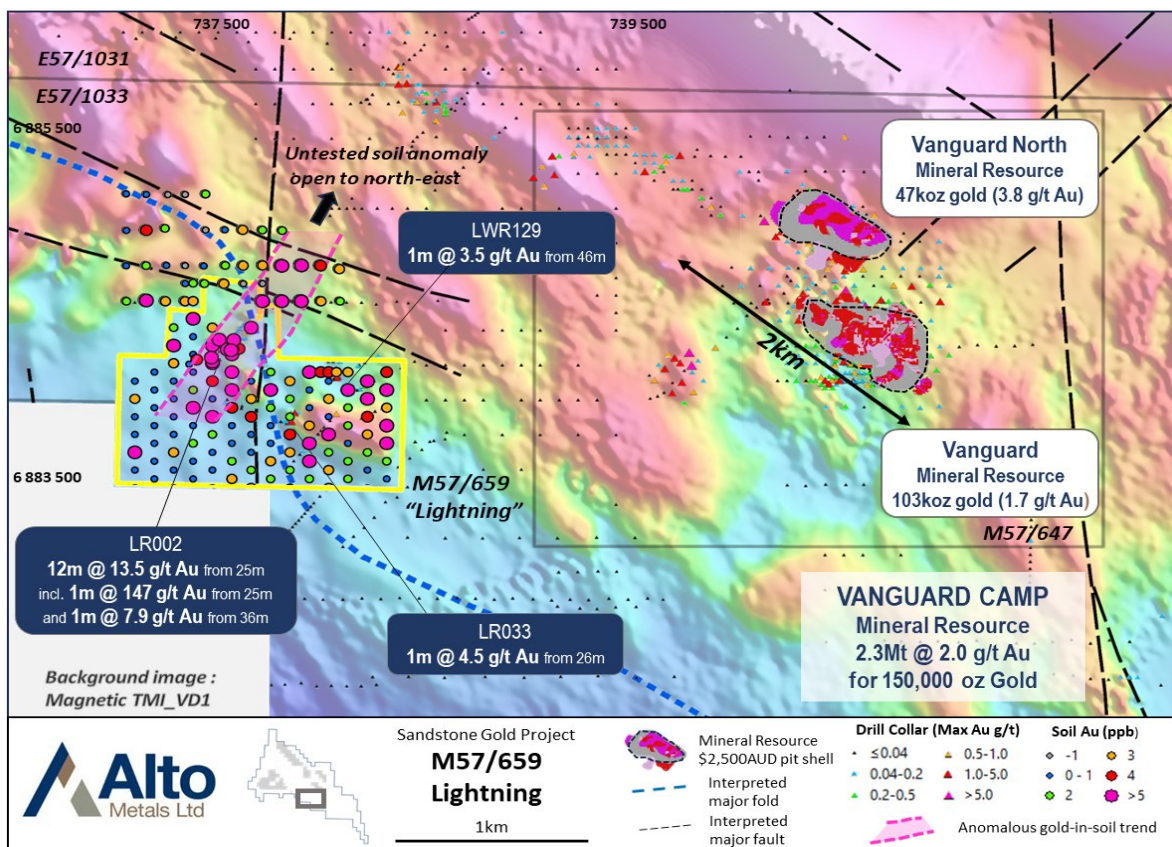 737 500
739 500
E57/1031
E57/1033
6 885 500
Untested soil anomaly
open to north-east
LWR129
1m @ 3.5 g/t Au from 46m
Vanguard North
Mineral Resource
47koz gold (3.8 g/t Au)
2km
Vanguard
Mineral Resource
103koz gold (1.7 g/t Au)
M57/647
6 883 500
M57/659
"Lightning"
LR002
12m @ 13.5 g/t Au from 25m
incl. 1m @ 147 g/t Au from 25m
and 1m @ 7.9 g/t Au from 36m
LR033
1m @ 4.5 g/t Au from 26m
VANGUARD CAMP
Mineral Resource
2.3Mt @ 2.0 g/t Au
for 150,000 oz Gold
Background image :
Magnetic TMI_VD1
Alto
Metals Ltd
Sandstone Gold Project
M57/659
Lightning
1km
Mineral Resource
$2,500AUD pit shell
Interpreted
major fold
Interpreted
major fault
Drill Collar (Max Au g/t)
≤0.04
0.04-0.2
0.2-0.5
0.5-1.0
1.0-5.0
>5.0
Soil Au (ppb)
-1
0 - 1
2
3
4
>5
Anomalous gold-in-soil trend